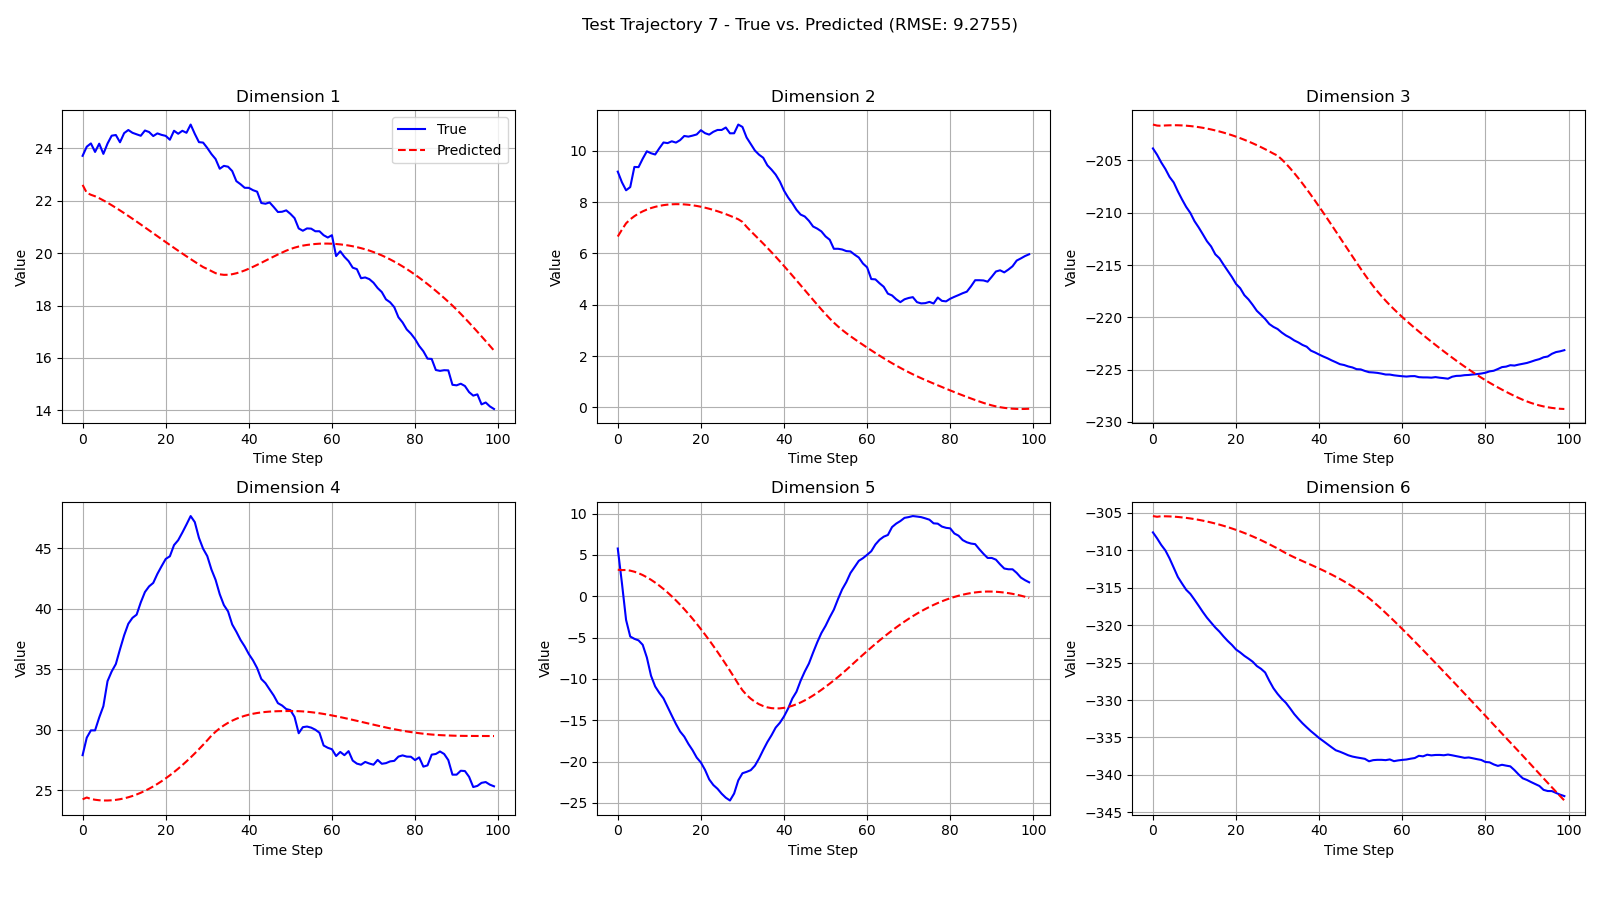 Test Trajectory 7 - True vs. Predicted (RMSE: 9.2755)
Dimension 1
True
Predicted
24
22
20
18
16
14
Value
0 20 40 60 80 100
Time Step
Dimension 2
10
8
6
4
2
0
Value
0 20 40 60 80 100
Time Step
Dimension 3
−205
−210
−215
−220
−225
−230
Value
0 20 40 60 80 100
Time Step
Dimension 4
45
40
35
30
25
Value
0 20 40 60 80 100
Time Step
Dimension 5
10
5
0
−5
−10
−15
−20
−25
Value
0 20 40 60 80 100
Time Step
Dimension 6
−305
−310
−315
−320
−325
−330
−335
−340
−345
Value
0 20 40 60 80 100
Time Step